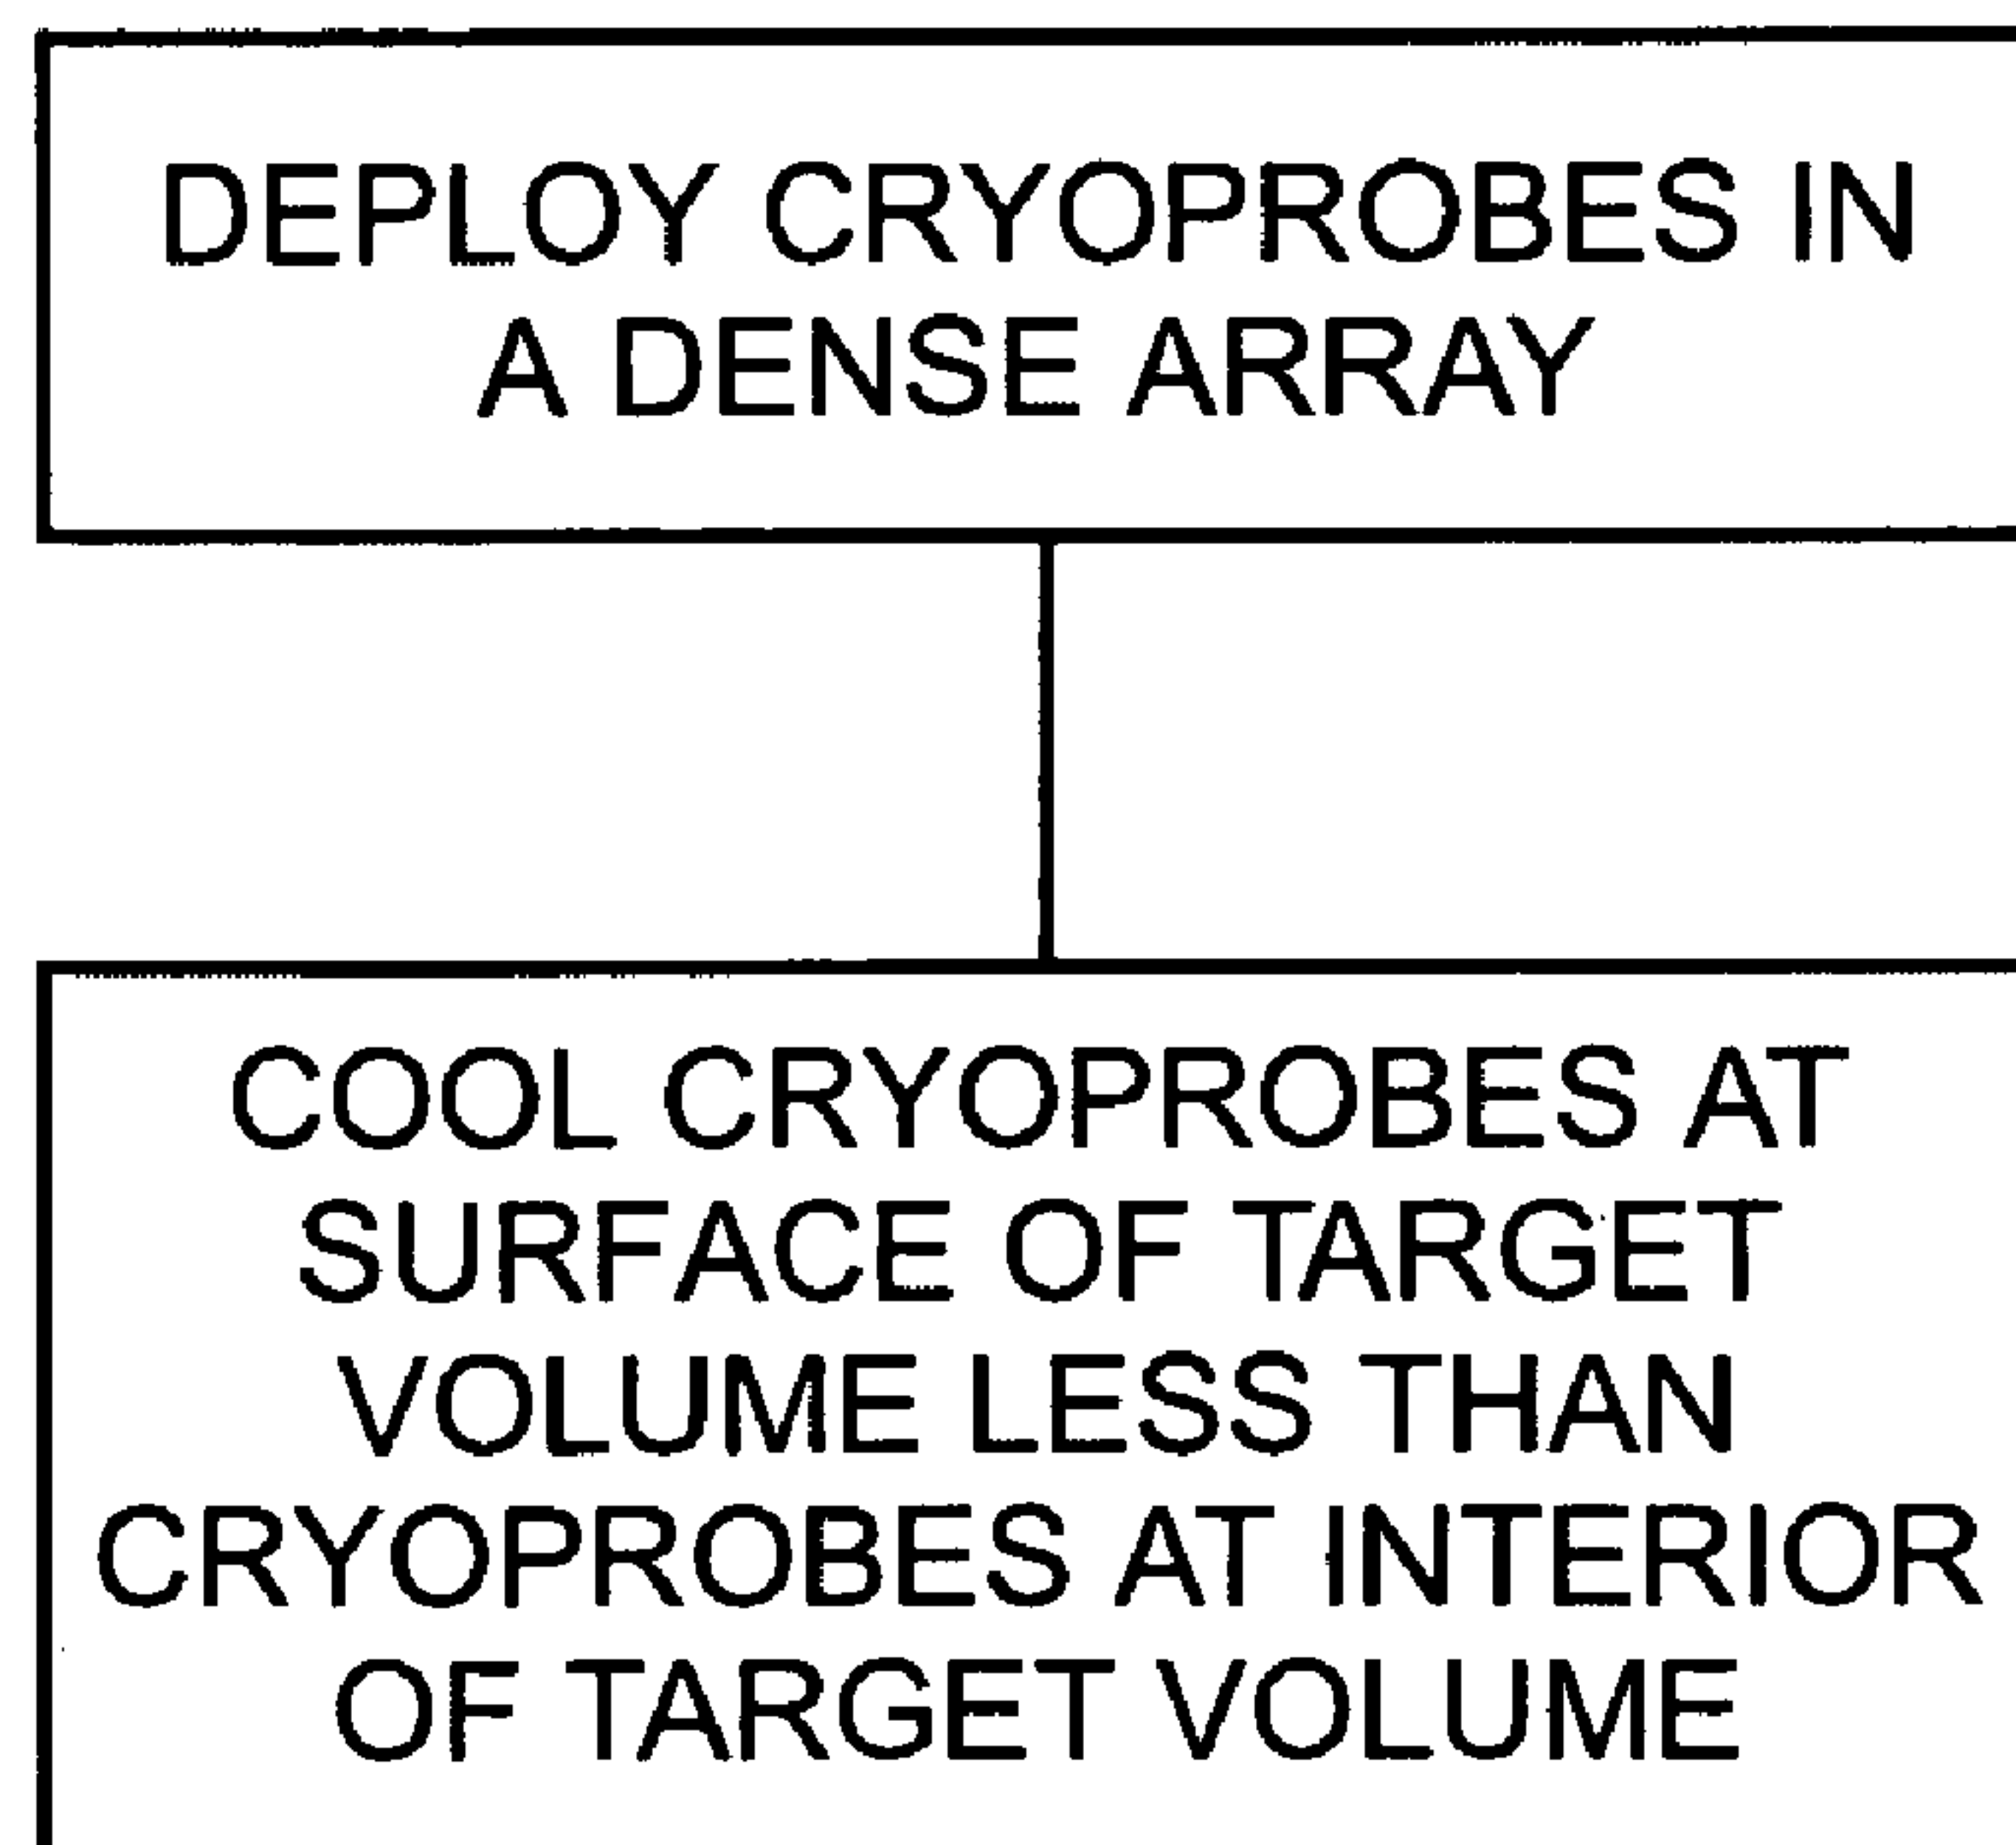 DEPLOY CRYOPROBES IN
A DENSE ARRAY
COOL CRYOPROBES AT
SURFACE OF TARGET
VOLUME LESS THAN
CRYOPROBES AT INTERIOR
OF TARGET VOLUME